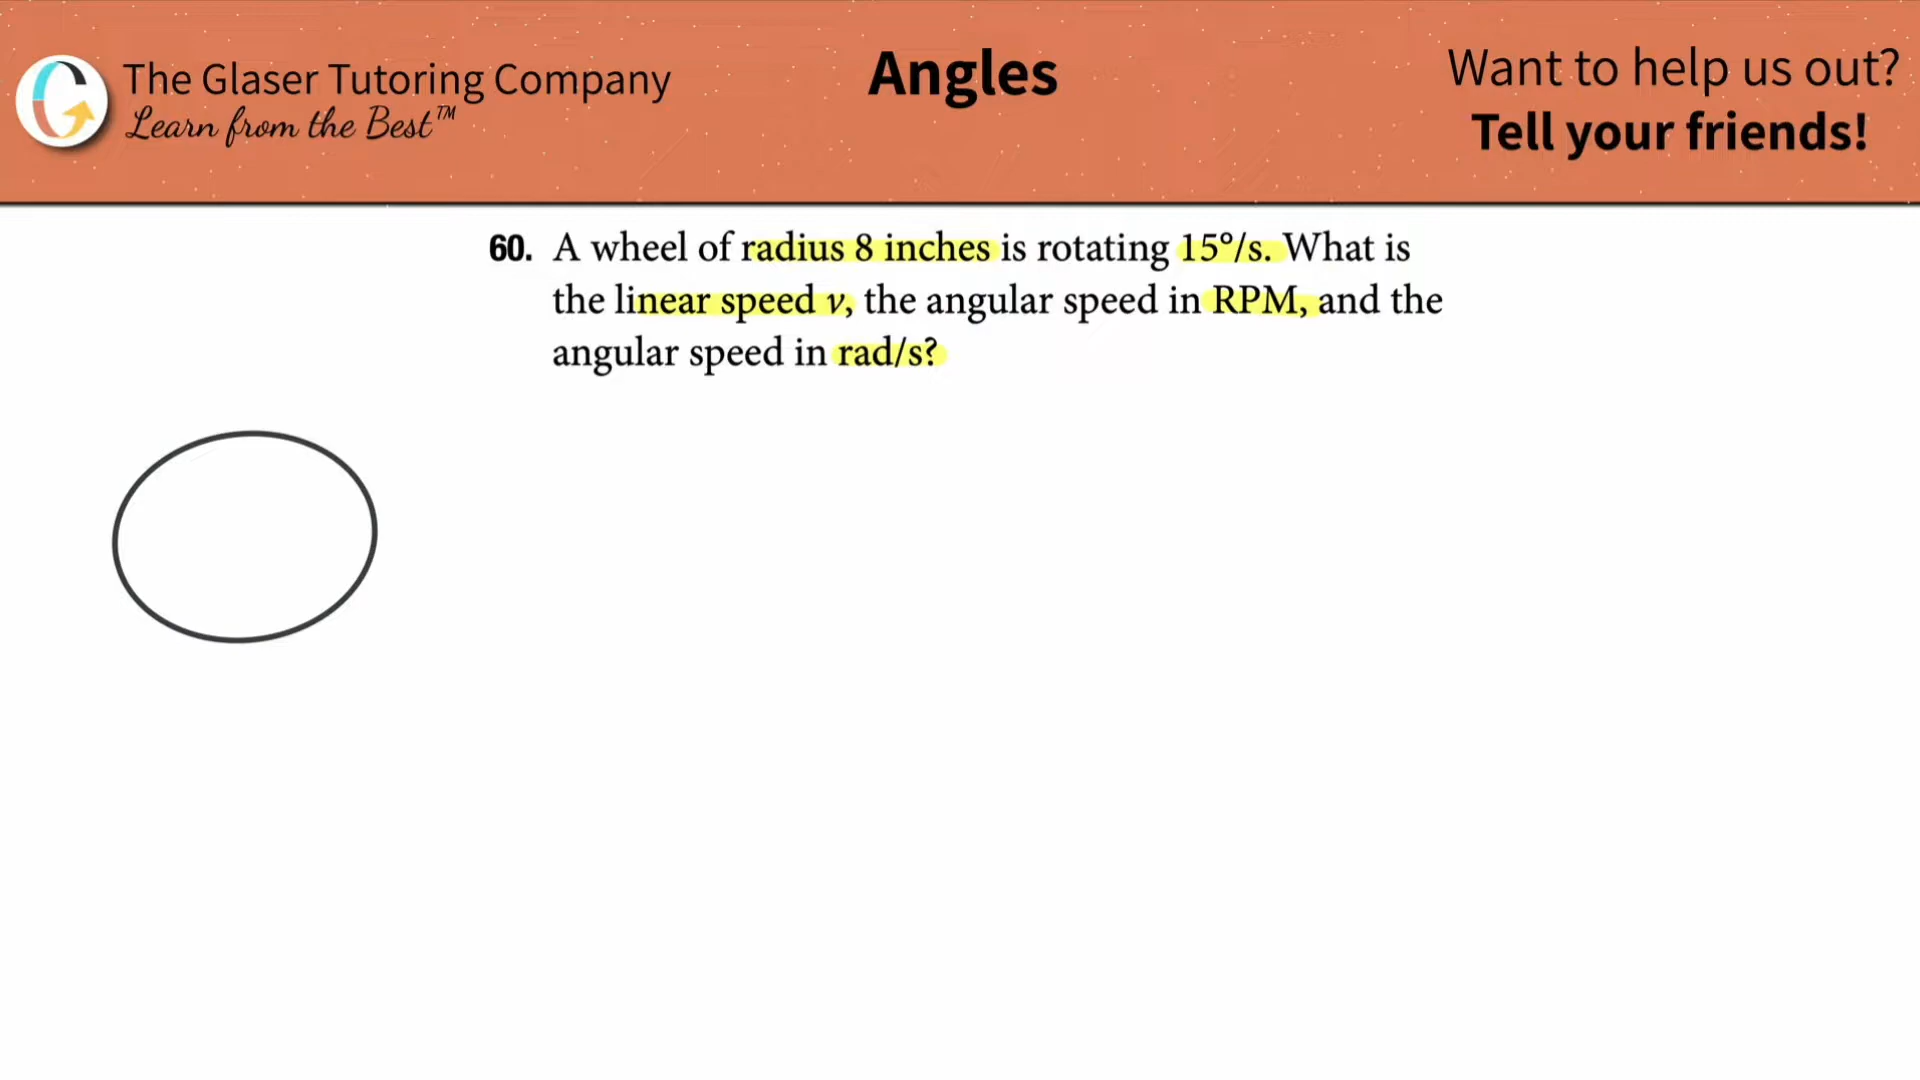 The Glaser Tutoring Company
Learn from the Best™
Angles
Want to help us out?
Tell your friends!
60. A wheel of radius 8 inches is rotating 15°/s. What is
the linear speed v, the angular speed in RPM, and the
angular speed in rad/s?